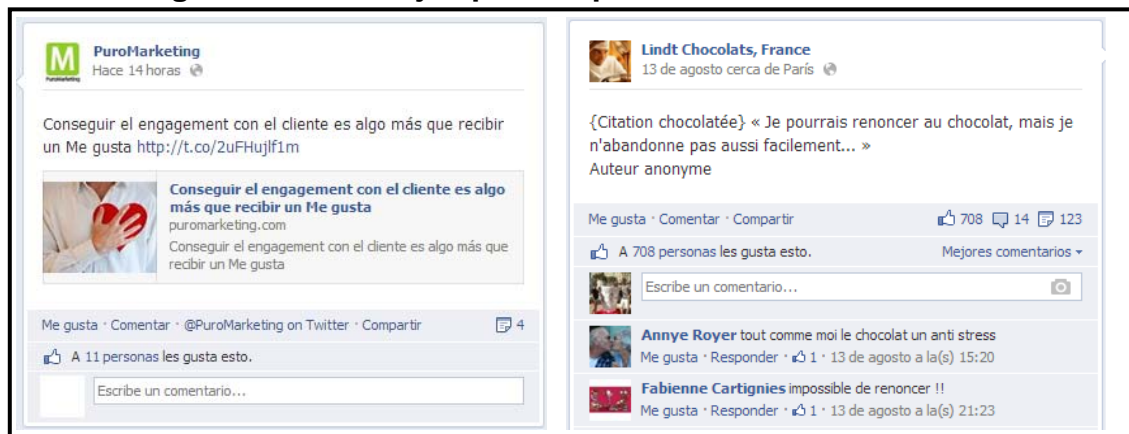 PuroMarketing
Hace 14 horas
Conseguir el engagement con el cliente es algo más que recibir
un Me gusta http://t.co/2uFHujlf1m
Conseguir el engagement con el cliente es algo
más que recibir un Me gusta
puromarketing.com
Conseguir el engagement con el cliente es algo más que
recibir un Me gusta
Me gusta · Comentar · @PuroMarketing on Twitter · Compartir 4
A 11 personas les gusta esto.
Escribe un comentario...
Lindt Chocolats, France
13 de agosto cerca de París
{Citation chocolatée} « Je pourrais renoncer au chocolat, mais je
n'abandonne pas aussi facilement... »
Auteur anonyme
Me gusta · Comentar · Compartir 708 14 123
A 708 personas les gusta esto. Mejores comentarios
Escribe un comentario...
Annye Royer tout comme moi le chocolat un anti stress
Me gusta · Responder · 1 · 13 de agosto a la(s) 15:20
Fabienne Cartignies impossible de renoncer !!
Me gusta · Responder · 1 · 13 de agosto a la(s) 21:23